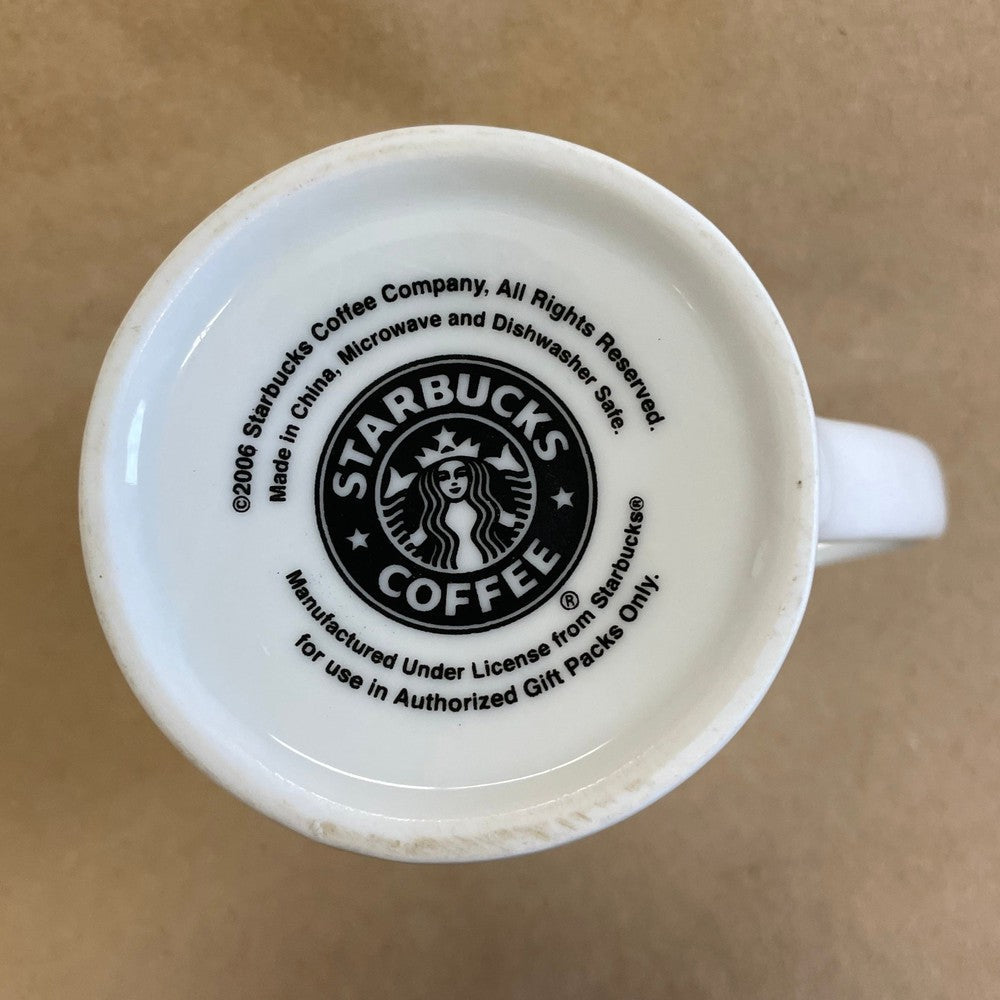 ©2006 Starbucks Coffee Company, All Rights Reserved.
Made in China, Microwave and Dishwasher Safe.
STARBUCKS
COFFEE
®
Manufactured Under License from Starbucks®
for use in Authorized Gift Packs Only.